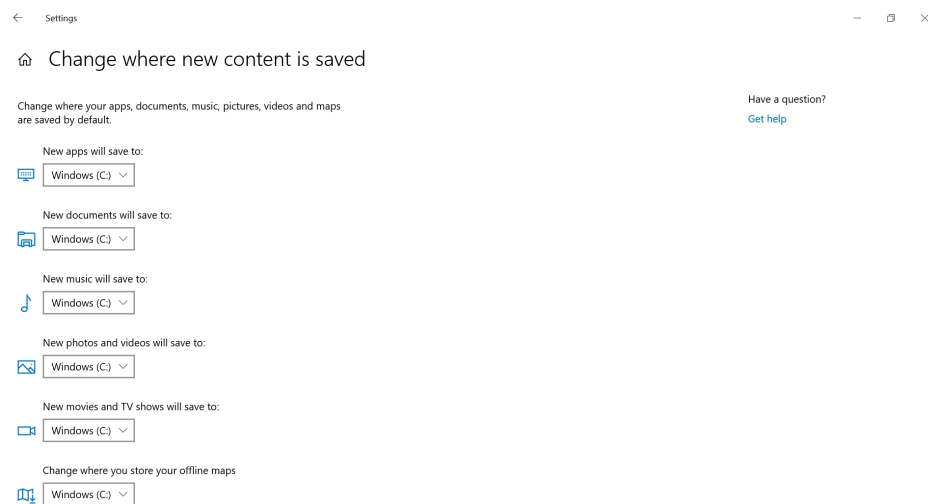 Settings
Change where new content is saved
Change where your apps, documents, music, pictures, videos and maps
are saved by default.
New apps will save to:
Windows (C:)
New documents will save to:
Windows (C:)
New music will save to:
Windows (C:)
New photos and videos will save to:
Windows (C:)
New movies and TV shows will save to:
Windows (C:)
Change where you store your offline maps
Windows (C:)
Have a question?
Get help